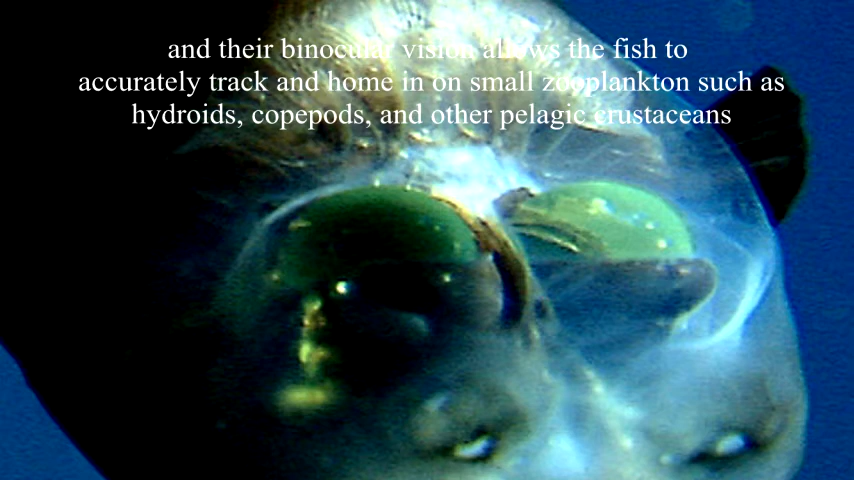 and their binocular vision allows the fish to
accurately track and home in on small zooplankton such as
hydroids, copepods, and other pelagic crustaceans